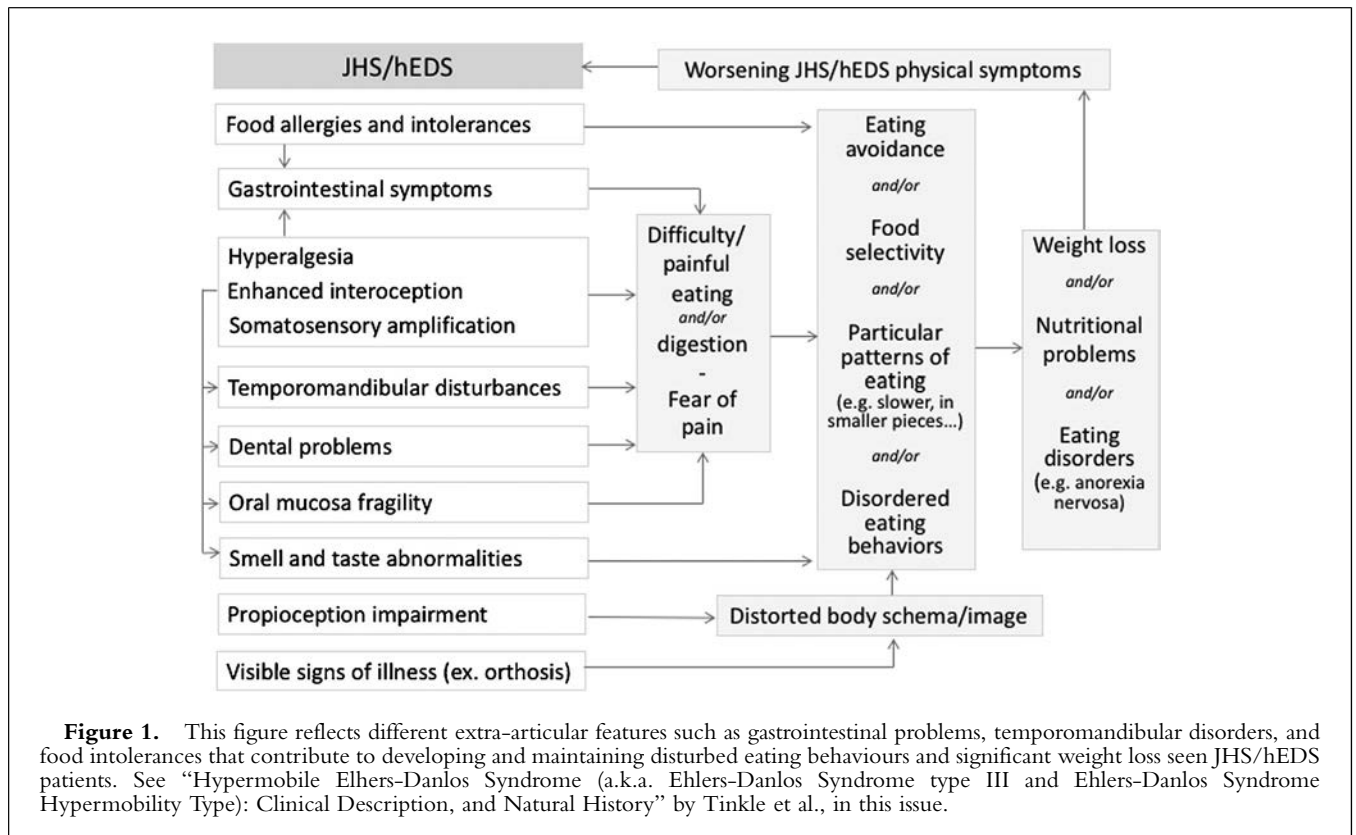 JHS/hEDS
Worsening JHS/hEDS physical symptoms
Food allergies and intolerances
Gastrointestinal symptoms
Hyperalgesia
Enhanced interoception
Somatosensory amplification
Temporomandibular disturbances
Dental problems
Oral mucosa fragility
Smell and taste abnormalities
Propioception impairment
Visible signs of illness (ex. orthosis)
Difficulty/
painful
eating
and/or
digestion
-
Fear of
pain
Eating
avoidance
and/or
Food
selectivity
and/or
Particular
patterns of
eating
(e.g. slower, in
smaller pieces...)
and/or
Disordered
eating
behaviors
Distorted body schema/image
Weight loss
and/or
Nutritional
problems
and/or
Eating
disorders
(e.g. anorexia
nervosa)
Figure 1. This figure reflects different extra-articular features such as gastrointestinal problems, temporomandibular disorders, and
food intolerances that contribute to developing and maintaining disturbed eating behaviours and significant weight loss seen JHS/hEDS
patients. See “Hypermobile Elhers-Danlos Syndrome (a.k.a. Ehlers-Danlos Syndrome type III and Ehlers-Danlos Syndrome
Hypermobility Type): Clinical Description, and Natural History” by Tinkle et al., in this issue.